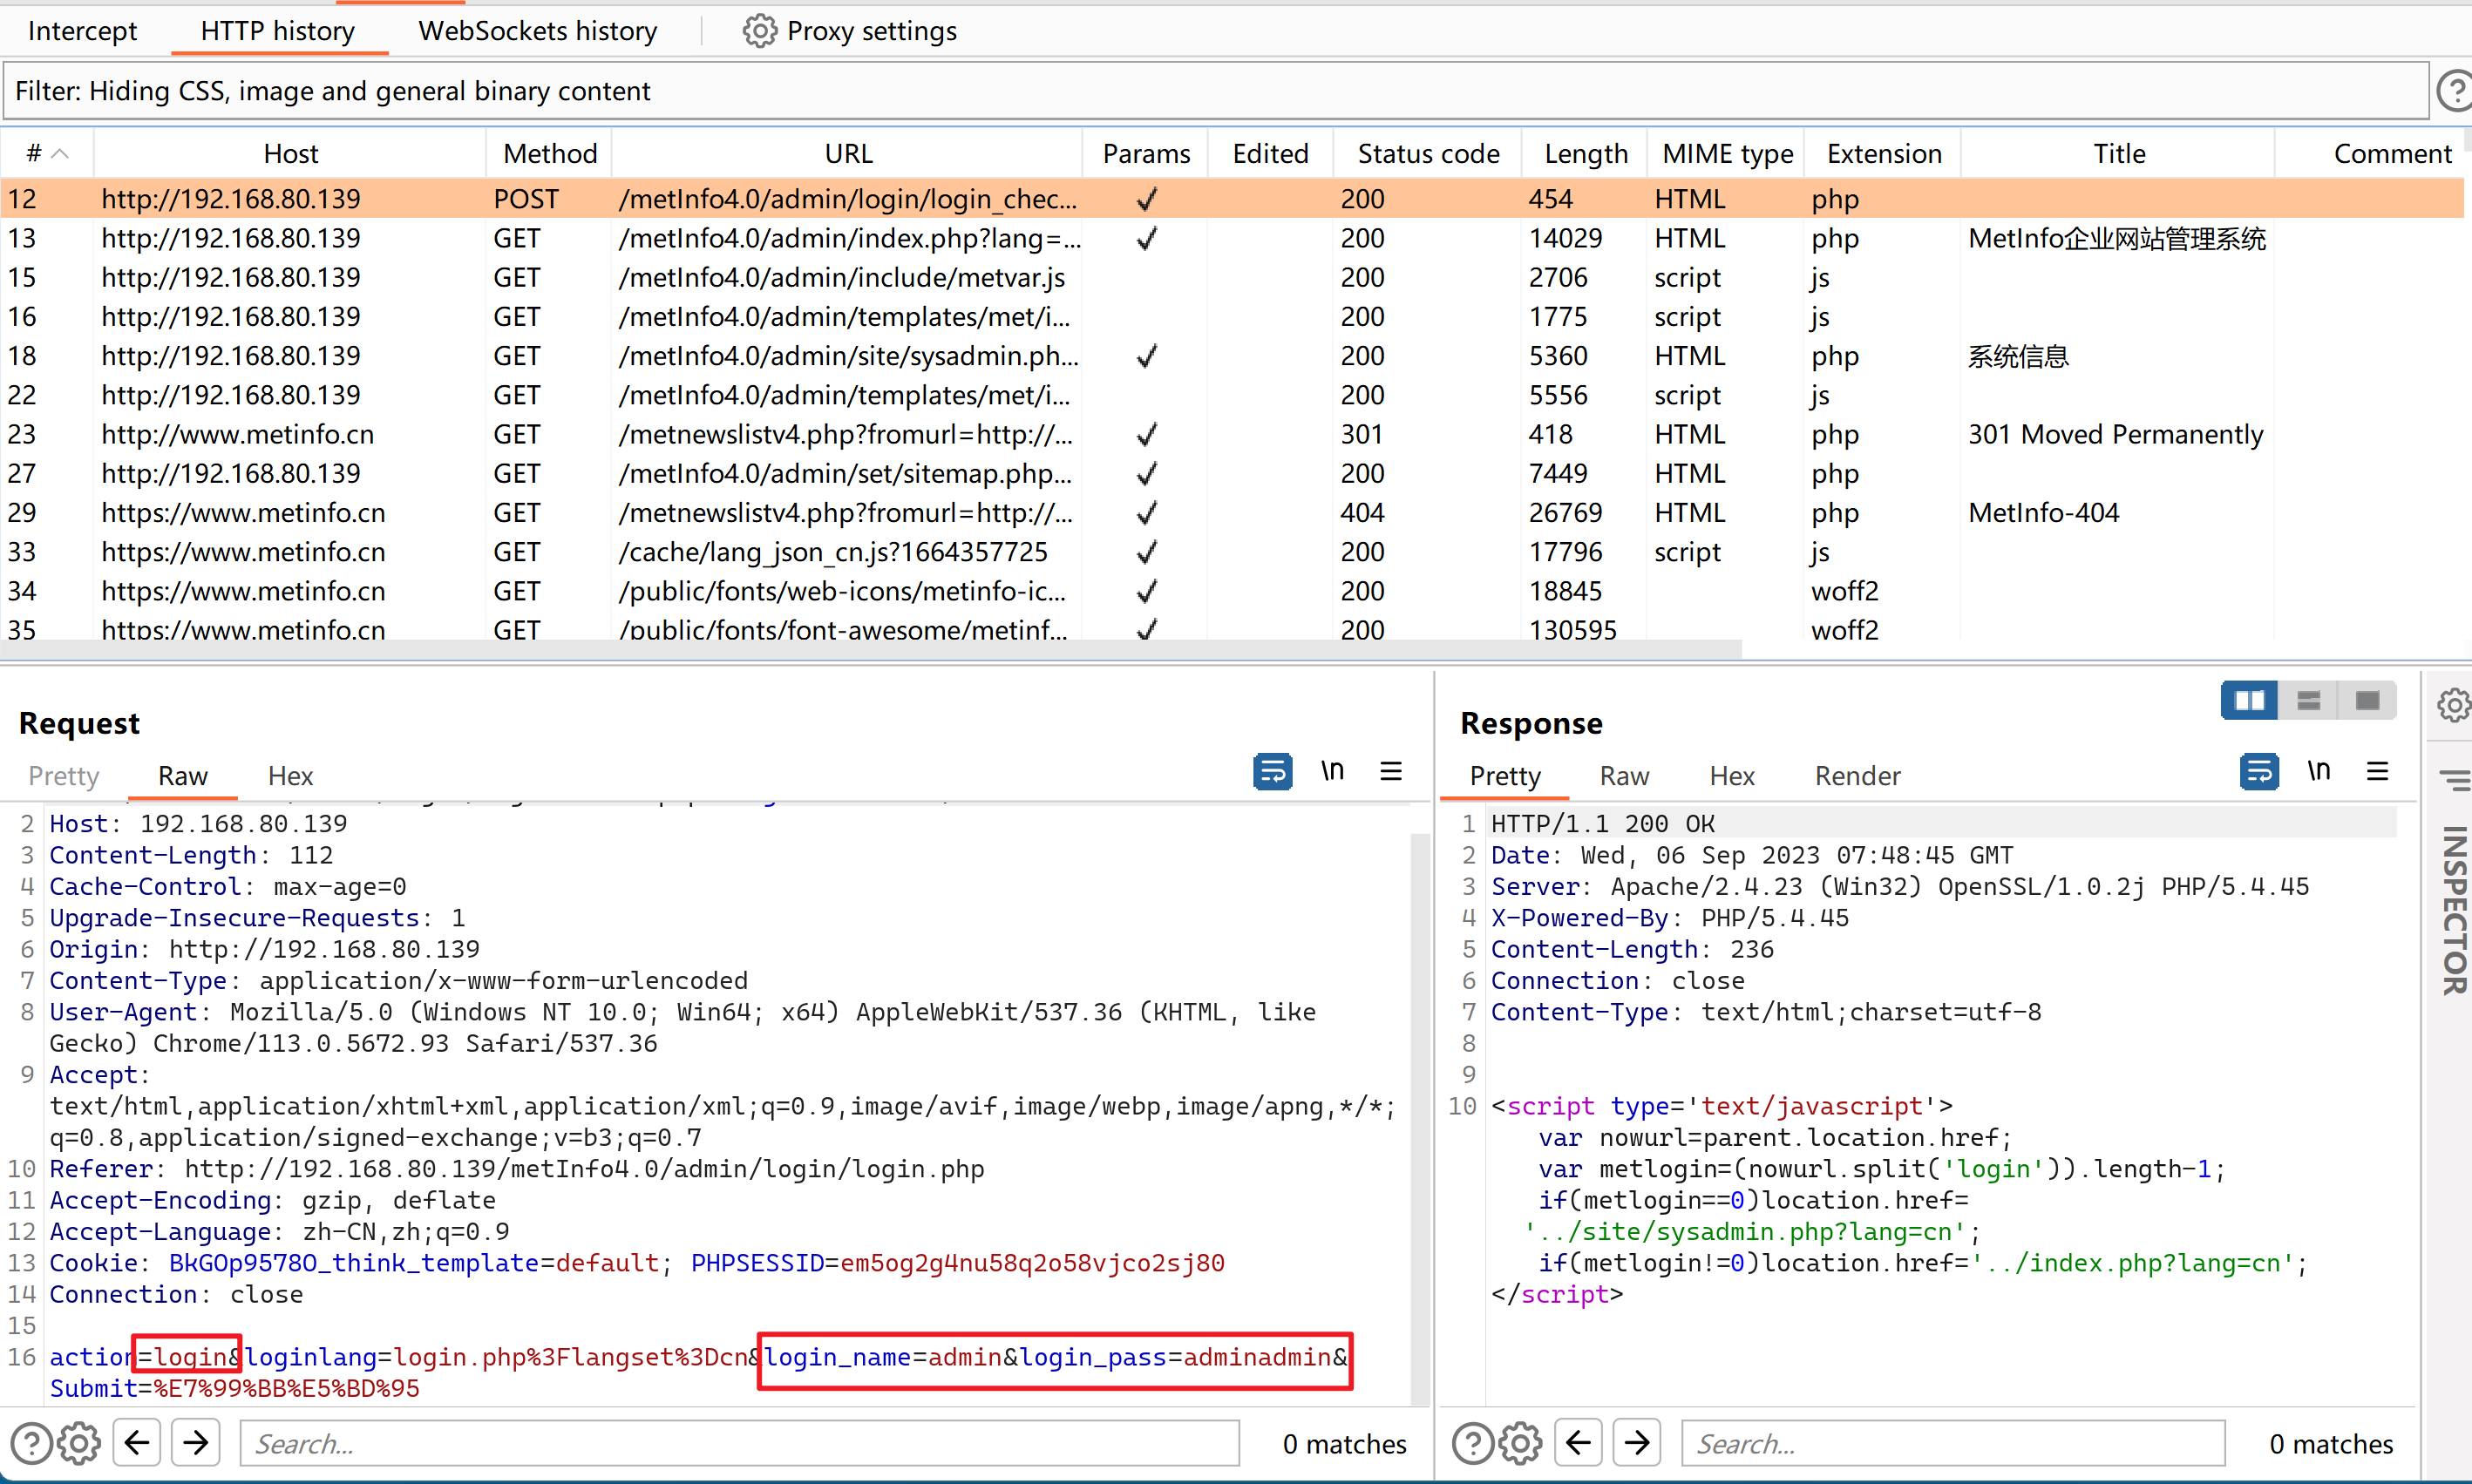 Intercept HTTP history WebSockets history Proxy settings
Filter: Hiding CSS, image and general binary content
# Host Method URL Params Edited Status code Length MIME type Extension Title Comment
12 http://192.168.80.139 POST /metInfo4.0/admin/login/login_chec... ✓ 200 454 HTML php
13 http://192.168.80.139 GET /metInfo4.0/admin/index.php?lang=... ✓ 200 14029 HTML php MetInfo企业网站管理系统
15 http://192.168.80.139 GET /metInfo4.0/admin/include/metvar.js 200 2706 script js
16 http://192.168.80.139 GET /metInfo4.0/admin/templates/met/i... 200 1775 script js
18 http://192.168.80.139 GET /metInfo4.0/admin/site/sysadmin.ph... ✓ 200 5360 HTML php 系统信息
22 http://192.168.80.139 GET /metInfo4.0/admin/templates/met/i... 200 5556 script js
23 http://www.metinfo.cn GET /metnewslistv4.php?fromurl=http://... ✓ 301 418 HTML php 301 Moved Permanently
27 http://192.168.80.139 GET /metInfo4.0/admin/set/sitemap.php... ✓ 200 7449 HTML php
29 https://www.metinfo.cn GET /metnewslistv4.php?fromurl=http://... ✓ 404 26769 HTML php MetInfo-404
33 https://www.metinfo.cn GET /cache/lang_json_cn.js?1664357725 ✓ 200 17796 script js
34 https://www.metinfo.cn GET /public/fonts/web-icons/metinfo-ic... ✓ 200 18845 woff2
35 https://www.metinfo.cn GET /public/fonts/font-awesome/metinf... ✓ 200 130595 woff2
Request
Pretty Raw Hex \n
2 Host: 192.168.80.139
3 Content-Length: 112
4 Cache-Control: max-age=0
5 Upgrade-Insecure-Requests: 1
6 Origin: http://192.168.80.139
7 Content-Type: application/x-www-form-urlencoded
8 User-Agent: Mozilla/5.0 (Windows NT 10.0; Win64; x64) AppleWebKit/537.36 (KHTML, like
Gecko) Chrome/113.0.5672.93 Safari/537.36
9 Accept:
text/html,application/xhtml+xml,application/xml;q=0.9,image/avif,image/webp,image/apng,*/*;
q=0.8,application/signed-exchange;v=b3;q=0.7
10 Referer: http://192.168.80.139/metInfo4.0/admin/login/login.php
11 Accept-Encoding: gzip, deflate
12 Accept-Language: zh-CN,zh;q=0.9
13 Cookie: BkGOp9578O_think_template=default; PHPSESSID=em5og2g4nu58q2o58vjco2sj80
14 Connection: close
15
16 action=login&loginlang=login.php%3Flangset%3Dcn&login_name=admin&login_pass=adminadmin&
Submit=%E7%99%BB%E5%BD%95
Search... 0 matches
Response
Pretty Raw Hex Render \n
1 HTTP/1.1 200 OK
2 Date: Wed, 06 Sep 2023 07:48:45 GMT
3 Server: Apache/2.4.23 (Win32) OpenSSL/1.0.2j PHP/5.4.45
4 X-Powered-By: PHP/5.4.45
5 Content-Length: 236
6 Connection: close
7 Content-Type: text/html;charset=utf-8
8
9
10 <script type='text/javascript'>
var nowurl=parent.location.href;
var metlogin=(nowurl.split('login')).length-1;
if(metlogin==0)location.href=
'../site/sysadmin.php?lang=cn';
if(metlogin!=0)location.href='../index.php?lang=cn';
</script>
Search... 0 matches
INSPECTOR